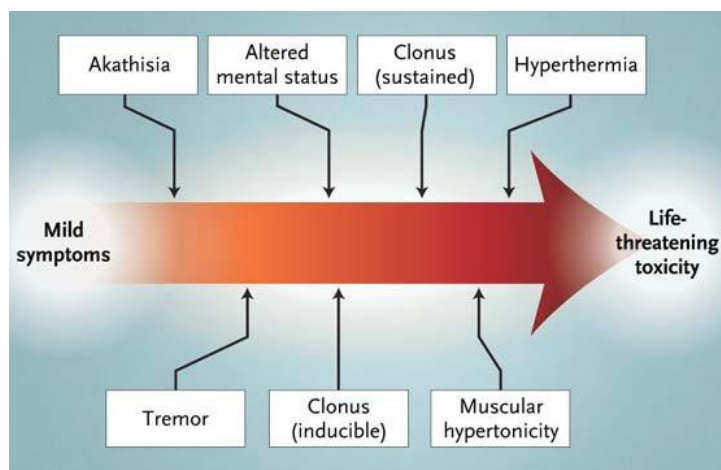 Akathisia
Altered
mental status
Clonus
(sustained)
Hyperthermia
Mild
symptoms
Life-
threatening
toxicity
Tremor
Clonus
(inducible)
Muscular
hypertonicity